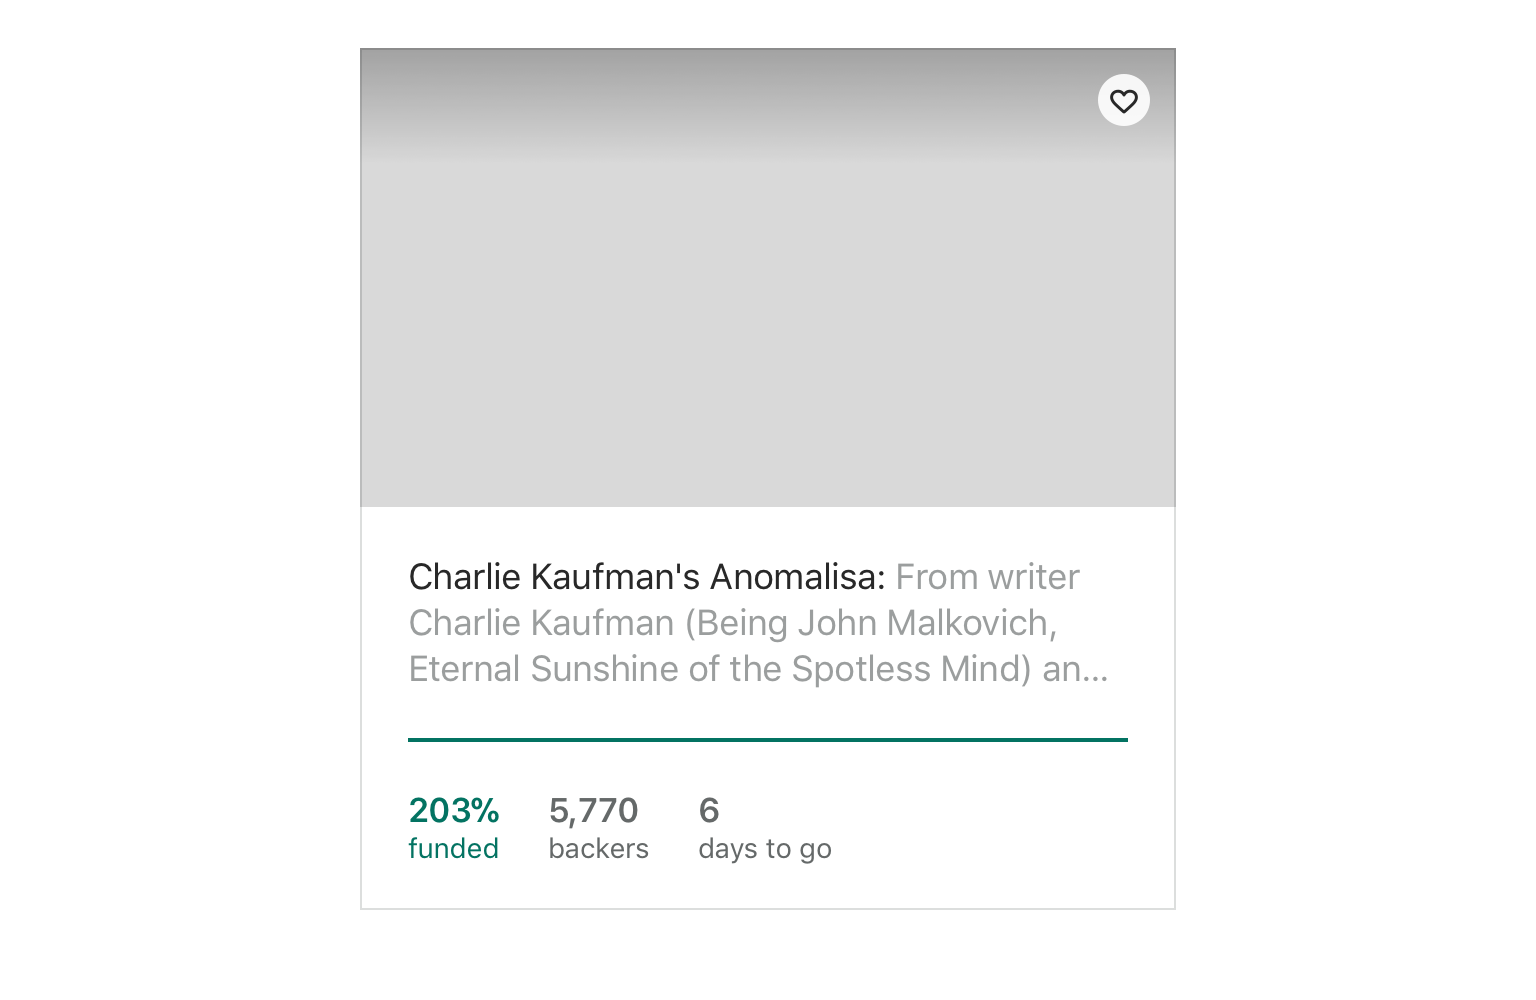 Charlie Kaufman's Anomalisa: From writer
Charlie Kaufman (Being John Malkovich,
Eternal Sunshine of the Spotless Mind) an...
203% 5,770 6
funded backers days to go